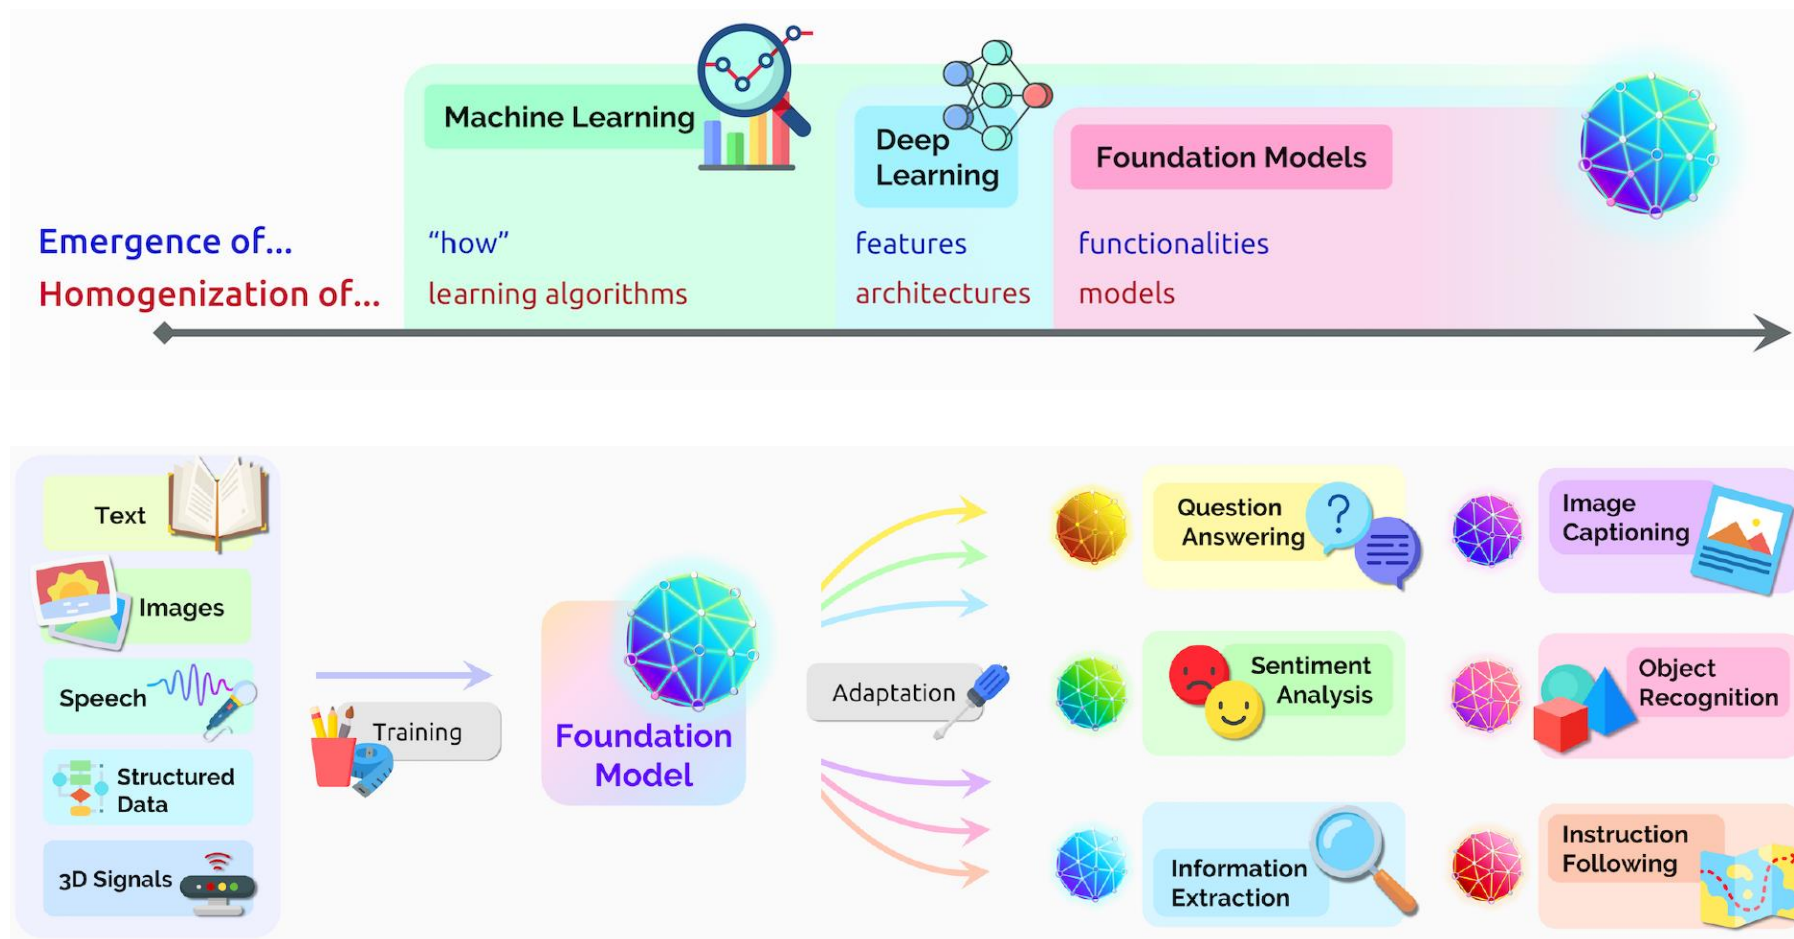 Machine Learning
Deep
Learning
Foundation Models
Emergence of...
“how”
features
functionalities
Homogenization of...
learning algorithms
architectures
models
Text
Images
Speech
Structured
Data
3D Signals
Training
Foundation
Model
Adaptation
Question
Answering
?
Image
Captioning
Sentiment
Analysis
Object
Recognition
Information
Extraction
Instruction
Following